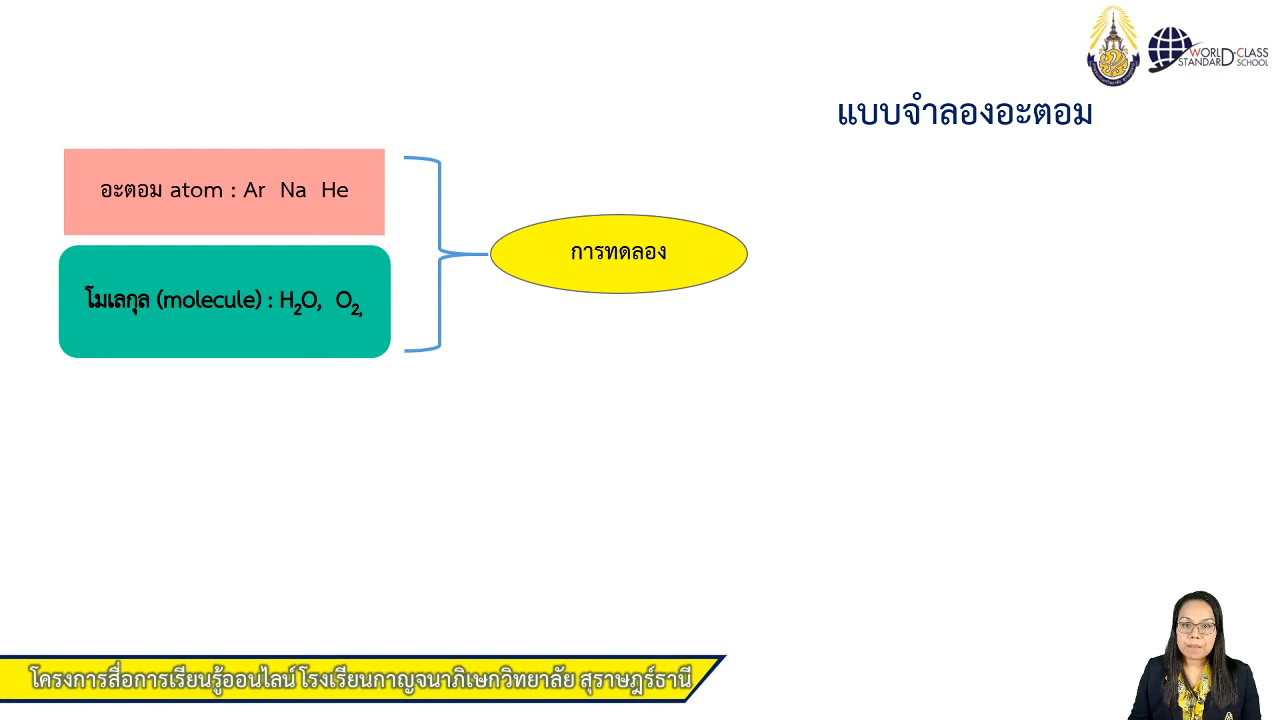 WORLD-CLASS
STANDARD SCHOOL
แบบจำลองอะตอม
อะตอม atom : Ar Na He
การทดลอง
โมเลกุล (molecule) : H₂O, O₂,
โครงการสื่อการเรียนรู้ออนไลน์ โรงเรียนกาญจนาภิเษกวิทยาลัย สุราษฎร์ธานี